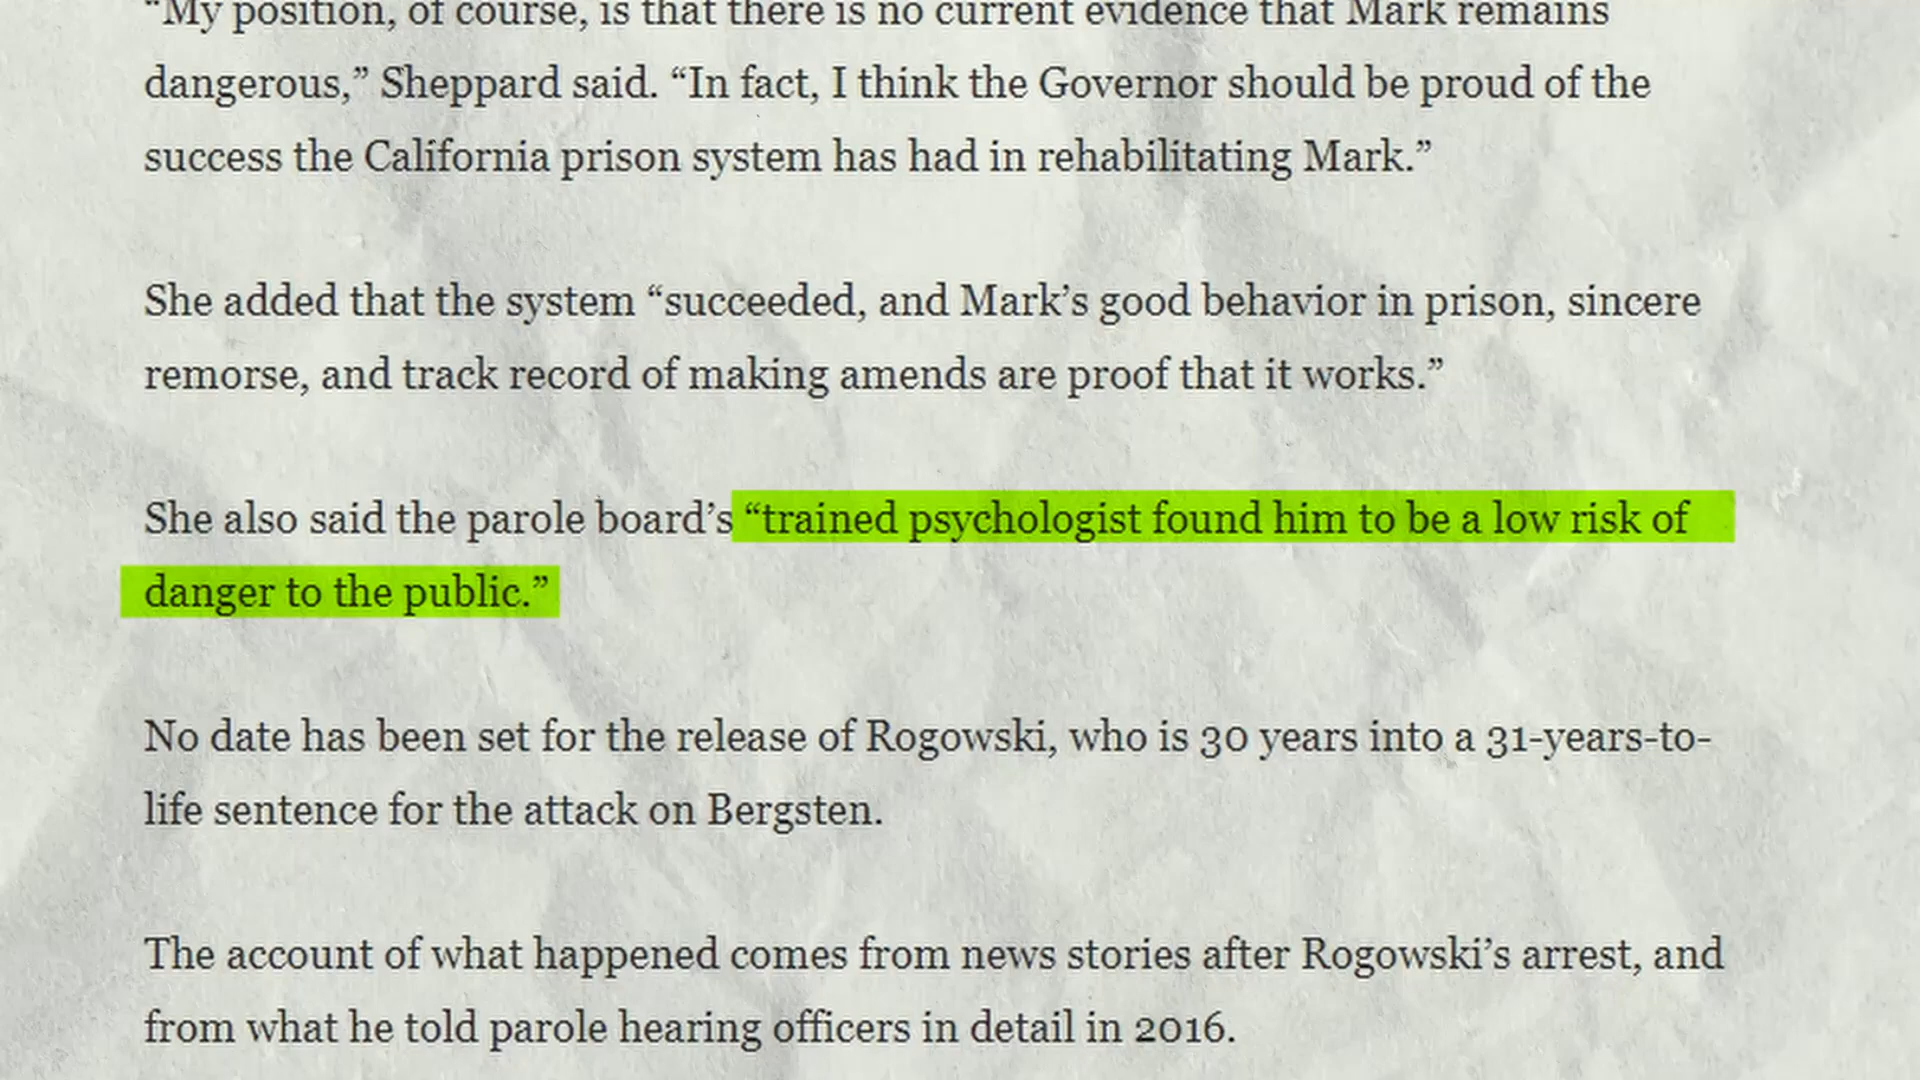 “My position, of course, is that there is no current evidence that Mark remains
dangerous,” Sheppard said. “In fact, I think the Governor should be proud of the
success the California prison system has had in rehabilitating Mark.”
She added that the system “succeeded, and Mark’s good behavior in prison, sincere
remorse, and track record of making amends are proof that it works.”
She also said the parole board’s “trained psychologist found him to be a low risk of
danger to the public.”
No date has been set for the release of Rogowski, who is 30 years into a 31-years-to-
life sentence for the attack on Bergsten.
The account of what happened comes from news stories after Rogowski’s arrest, and
from what he told parole hearing officers in detail in 2016.